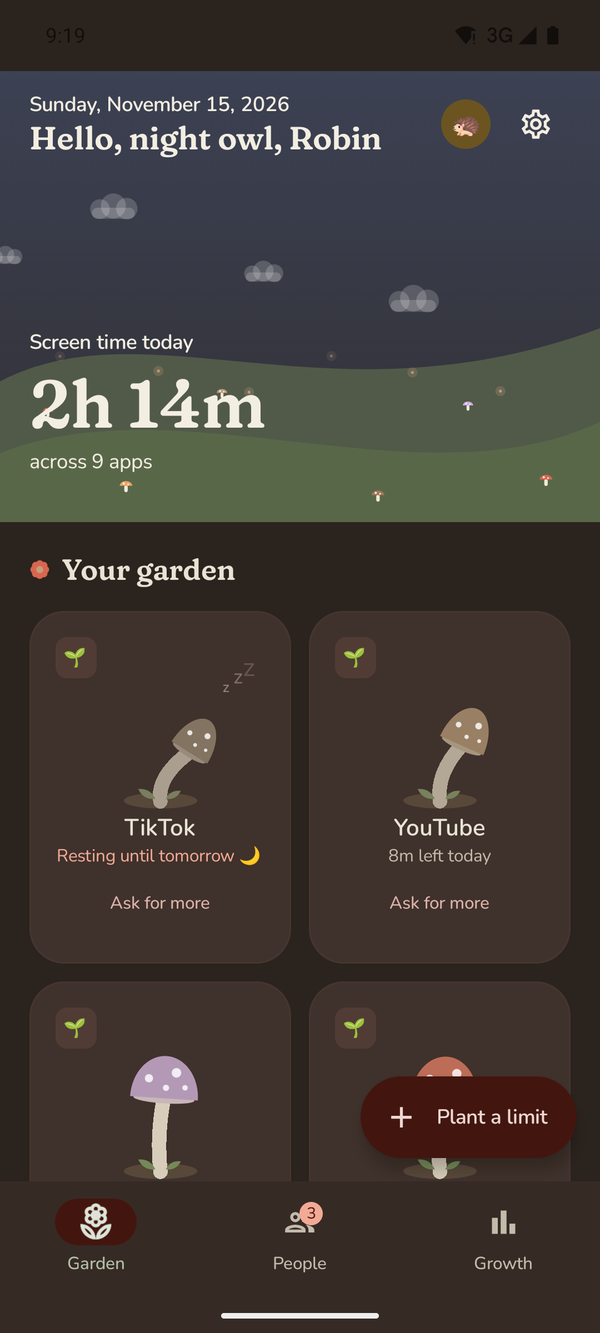 9:19
3G
Sunday, November 15, 2026
Hello, night owl, Robin
Screen time today
2h 14m
across 9 apps
Your garden
z z Z
TikTok
Resting until tomorrow 🌙
Ask for more
YouTube
8m left today
Ask for more
Plant a limit
Garden
3
People
Growth